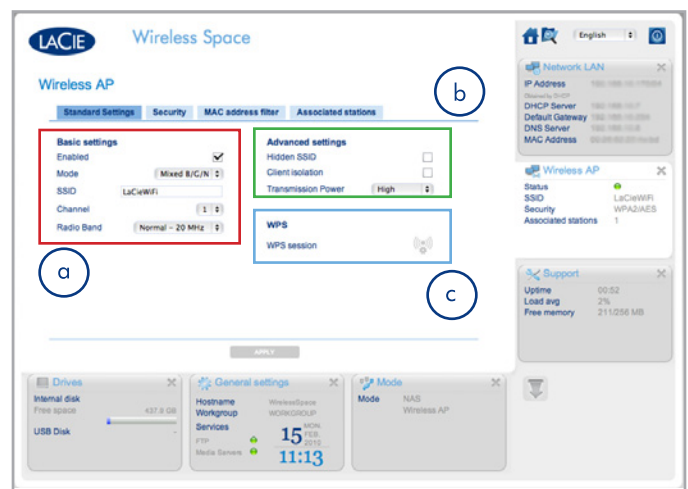 LACIE Wireless Space
English
Wireless AP
b
Standard Settings Security MAC address filter Associated stations
Basic settings
Enabled
Mode Mixed B/G/N
SSID LaCieWiFi
Channel 1
Radio Band Normal - 20 MHz
a
Advanced settings
Hidden SSID
Client isolation
Transmission Power High
WPS
WPS session
c
APPLY
Network LAN
IP Address
Obtained by DHCP
DHCP Server
Default Gateway
DNS Server
MAC Address
Wireless AP
Status
SSID LaCieWiFi
Security WPA2/AES
Associated stations 1
Support
Uptime 00:52
Load avg 2%
Free memory 211/256 MB
Drives
Internal disk
Free space 437.9 GB
USB Disk -
General settings
Hostname WirelessSpace
Workgroup WORKGROUP
Services
FTP
Media Servers
15 MON. FEB. 2012
11:13
Mode
Mode NAS
Wireless AP